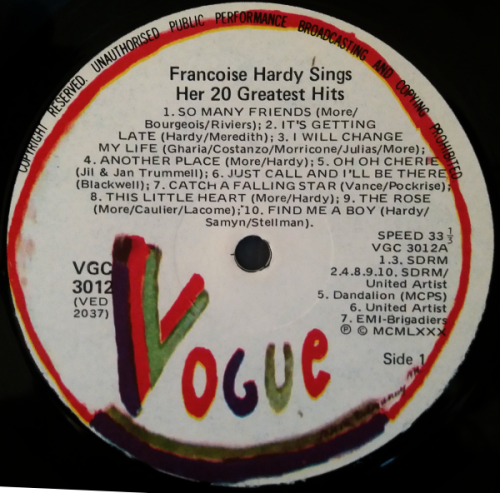 COPYRIGHT RESERVED. UNAUTHORISED PUBLIC PERFORMANCE BROADCASTING AND COPYING PROHIBITED
Francoise Hardy Sings
Her 20 Greatest Hits
1. SO MANY FRIENDS (More/
Bourgeois/Riviers); 2. IT'S GETTING
LATE (Hardy/Meredith); 3. I WILL CHANGE
MY LIFE (Gharia/Costanzo/Morricone/Julias/More);
4. ANOTHER PLACE (More/Hardy); 5. OH OH CHERIE
(Jil & Jan Trummell); 6. JUST CALL AND I'LL BE THERE
(Blackwell); 7. CATCH A FALLING STAR (Vance/Pockrise);
8. THIS LITTLE HEART (More/Hardy); 9. THE ROSE
(More/Caulier/Lacome); 10. FIND ME A BOY (Hardy/
Samyn/Stellman).
SPEED 33 1/3
VGC 3012A
1.3. SDRM
2.4.8.9.10. SDRM/
United Artist
5. Dandalion (MCPS)
6. United Artist
7. EMI-Brigadiers
℗ © MCMLXXX
VGC
3012
(VED
2037)
Side 1
VOGUE